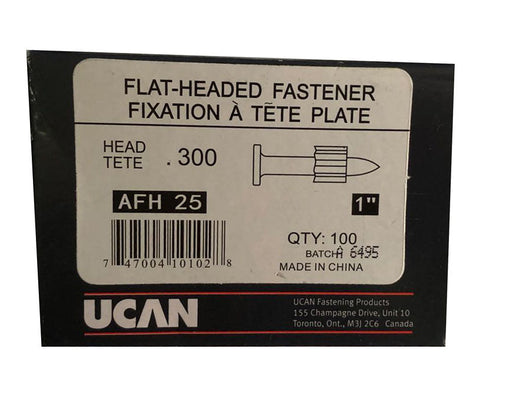 FLAT-HEADED FASTENER
FIXATION À TẼTE PLATE
HEAD
TETE
.300
AFH 25
1"
7 47004 10102 8
QTY: 100
BATCH A 6495
MADE IN CHINA
UCAN
UCAN Fastening Products
155 Champagne Drive, Unit 10
Toronto, Ont., M3J 2C6 Canada